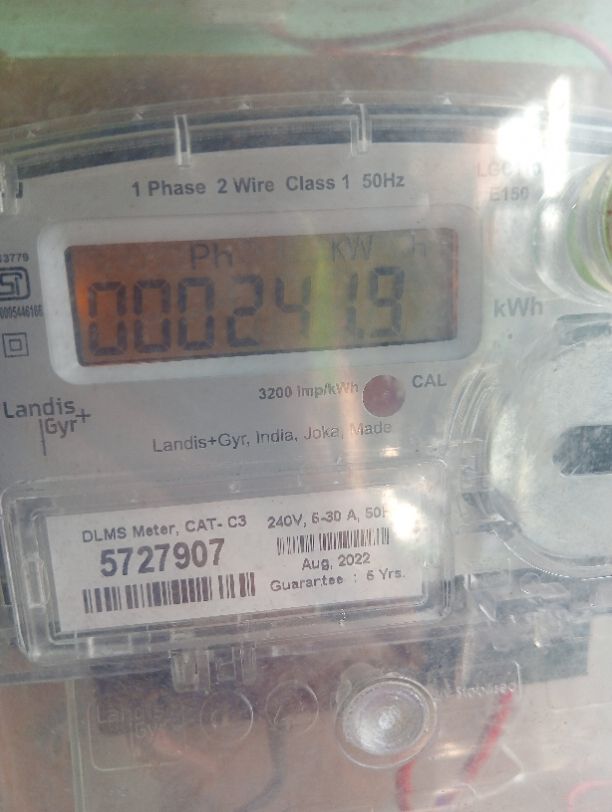 1 Phase 2 Wire Class 1 50Hz
E150
Ph KW h
000241.9
kWh
3200 imp/kWh CAL
Landis
Gyr+
Landis+Gyr, India, Joka, Made
DLMS Meter, CAT- C3
5727907
240V, 5-30 A,
Aug, 2022
Guarantee : 5 Yrs.